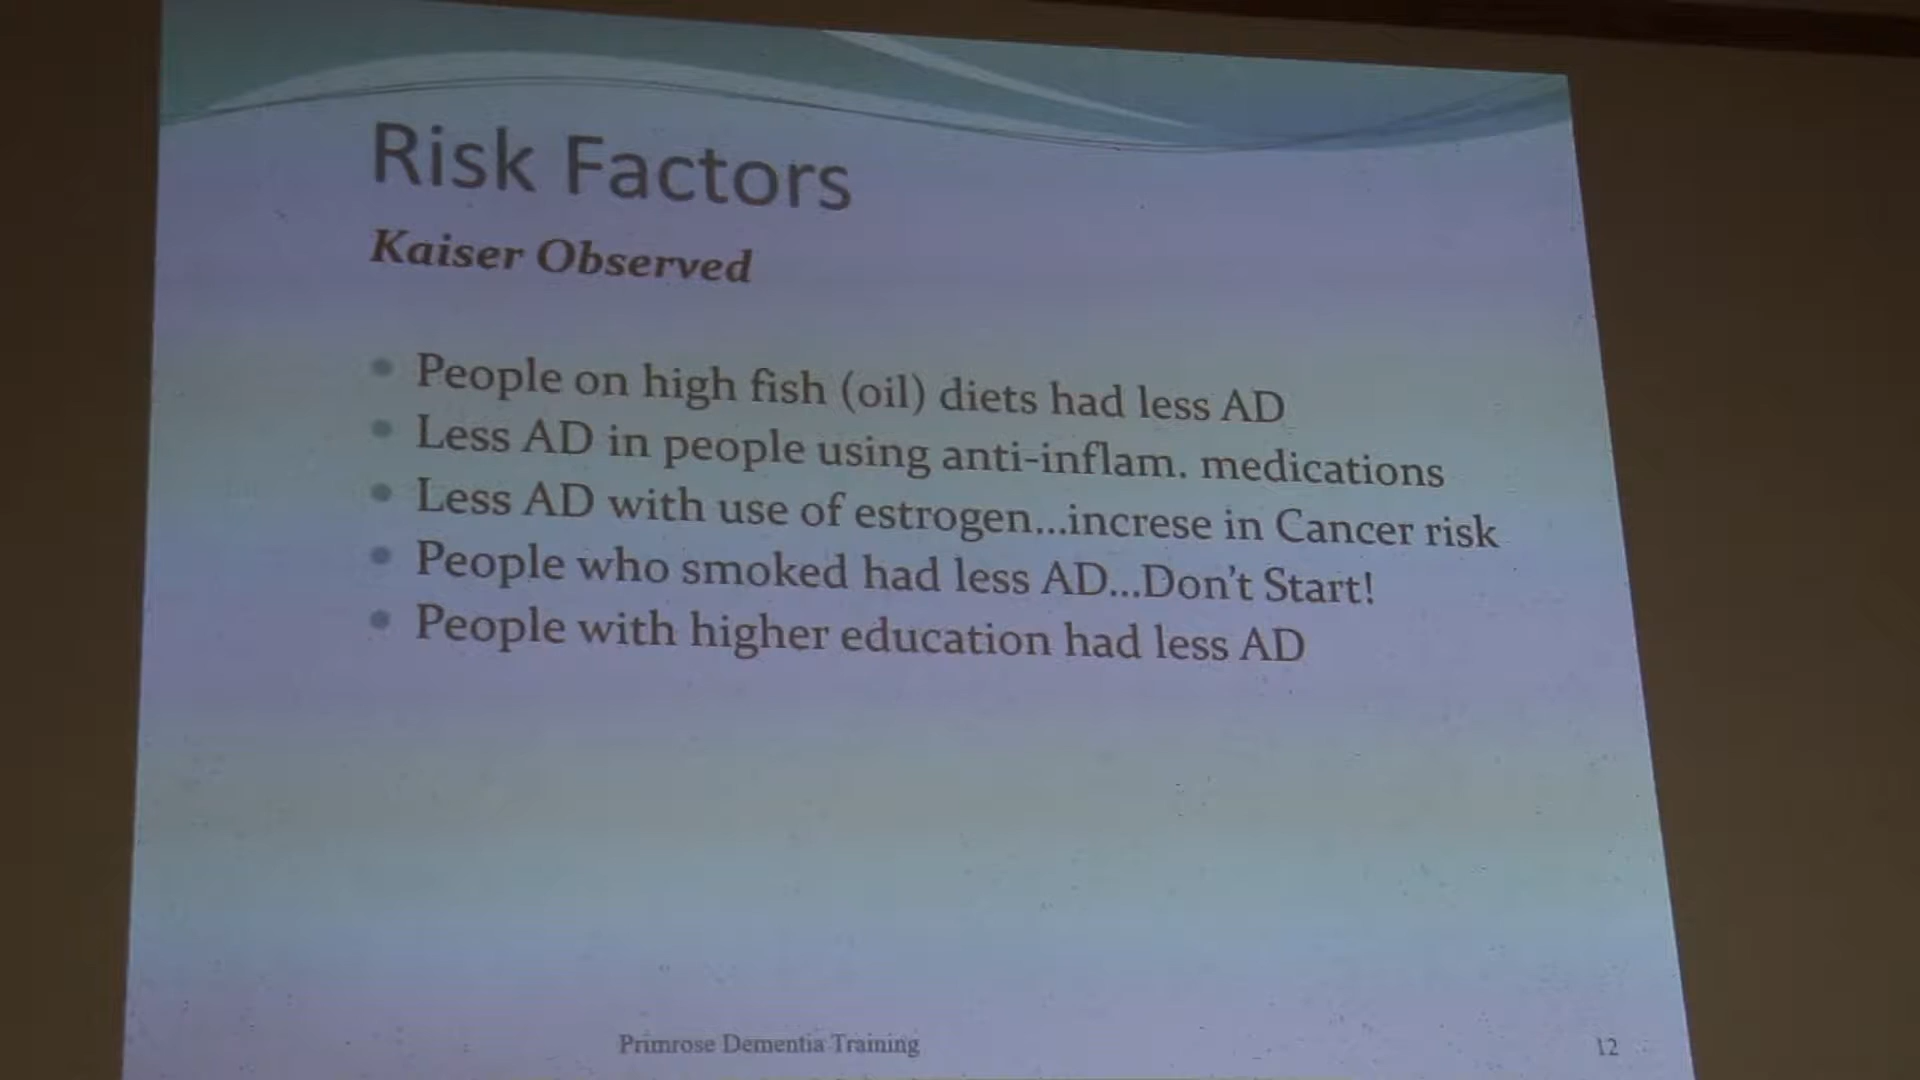 Risk Factors
Kaiser Observed
People on high fish (oil) diets had less AD
Less AD in people using anti-inflam. medications
Less AD with use of estrogen...increse in Cancer risk
People who smoked had less AD...Don't Start!
People with higher education had less AD
Primrose Dementia Training
12